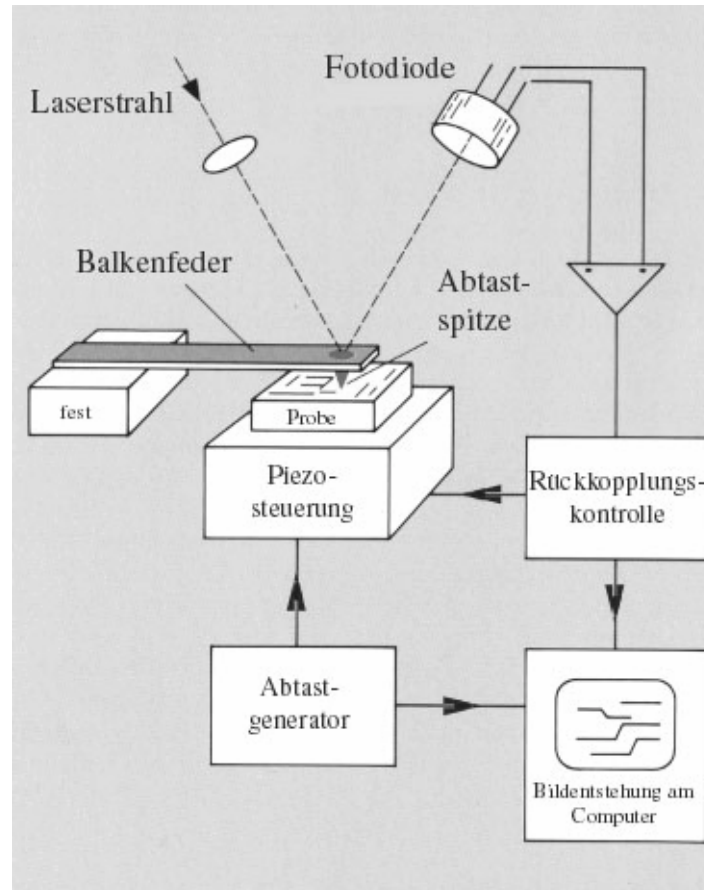 Fotodiode
Laserstrahl
Balkenfeder
Abtast-
spitze
fest
Probe
Piezo-
steuerung
Rückkopplungs-
kontrolle
Abtast-
generator
Bildentstehung am
Computer